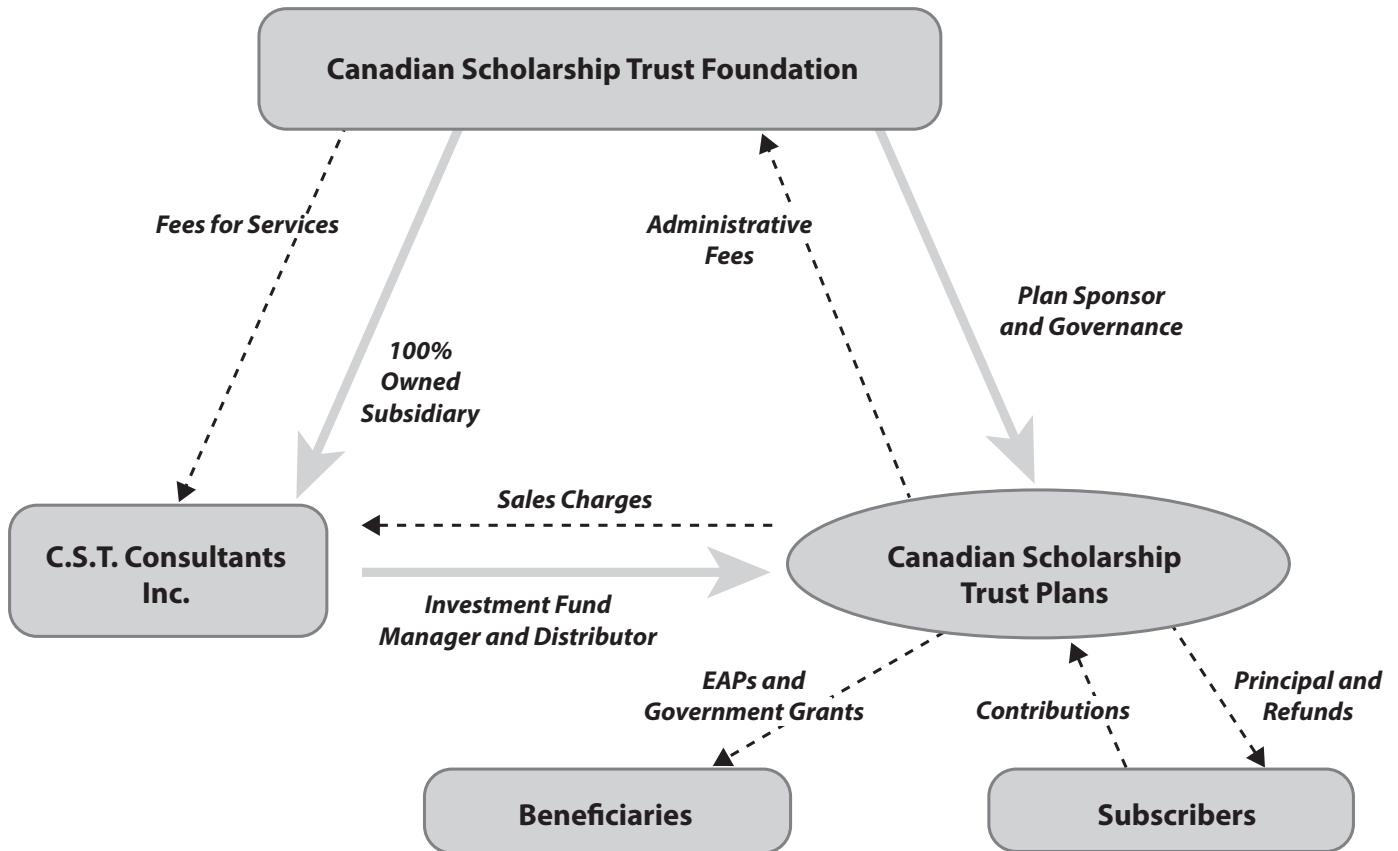 Canadian Scholarship Trust Foundation
Fees for Services
Administrative
Fees
Plan Sponsor
and Governance
100%
Owned
Subsidiary
Sales Charges
C.S.T. Consultants
Inc.
Canadian Scholarship
Trust Plans
Investment Fund
Manager and Distributor
EAPs and
Government Grants
Contributions
Principal and
Refunds
Beneficiaries
Subscribers